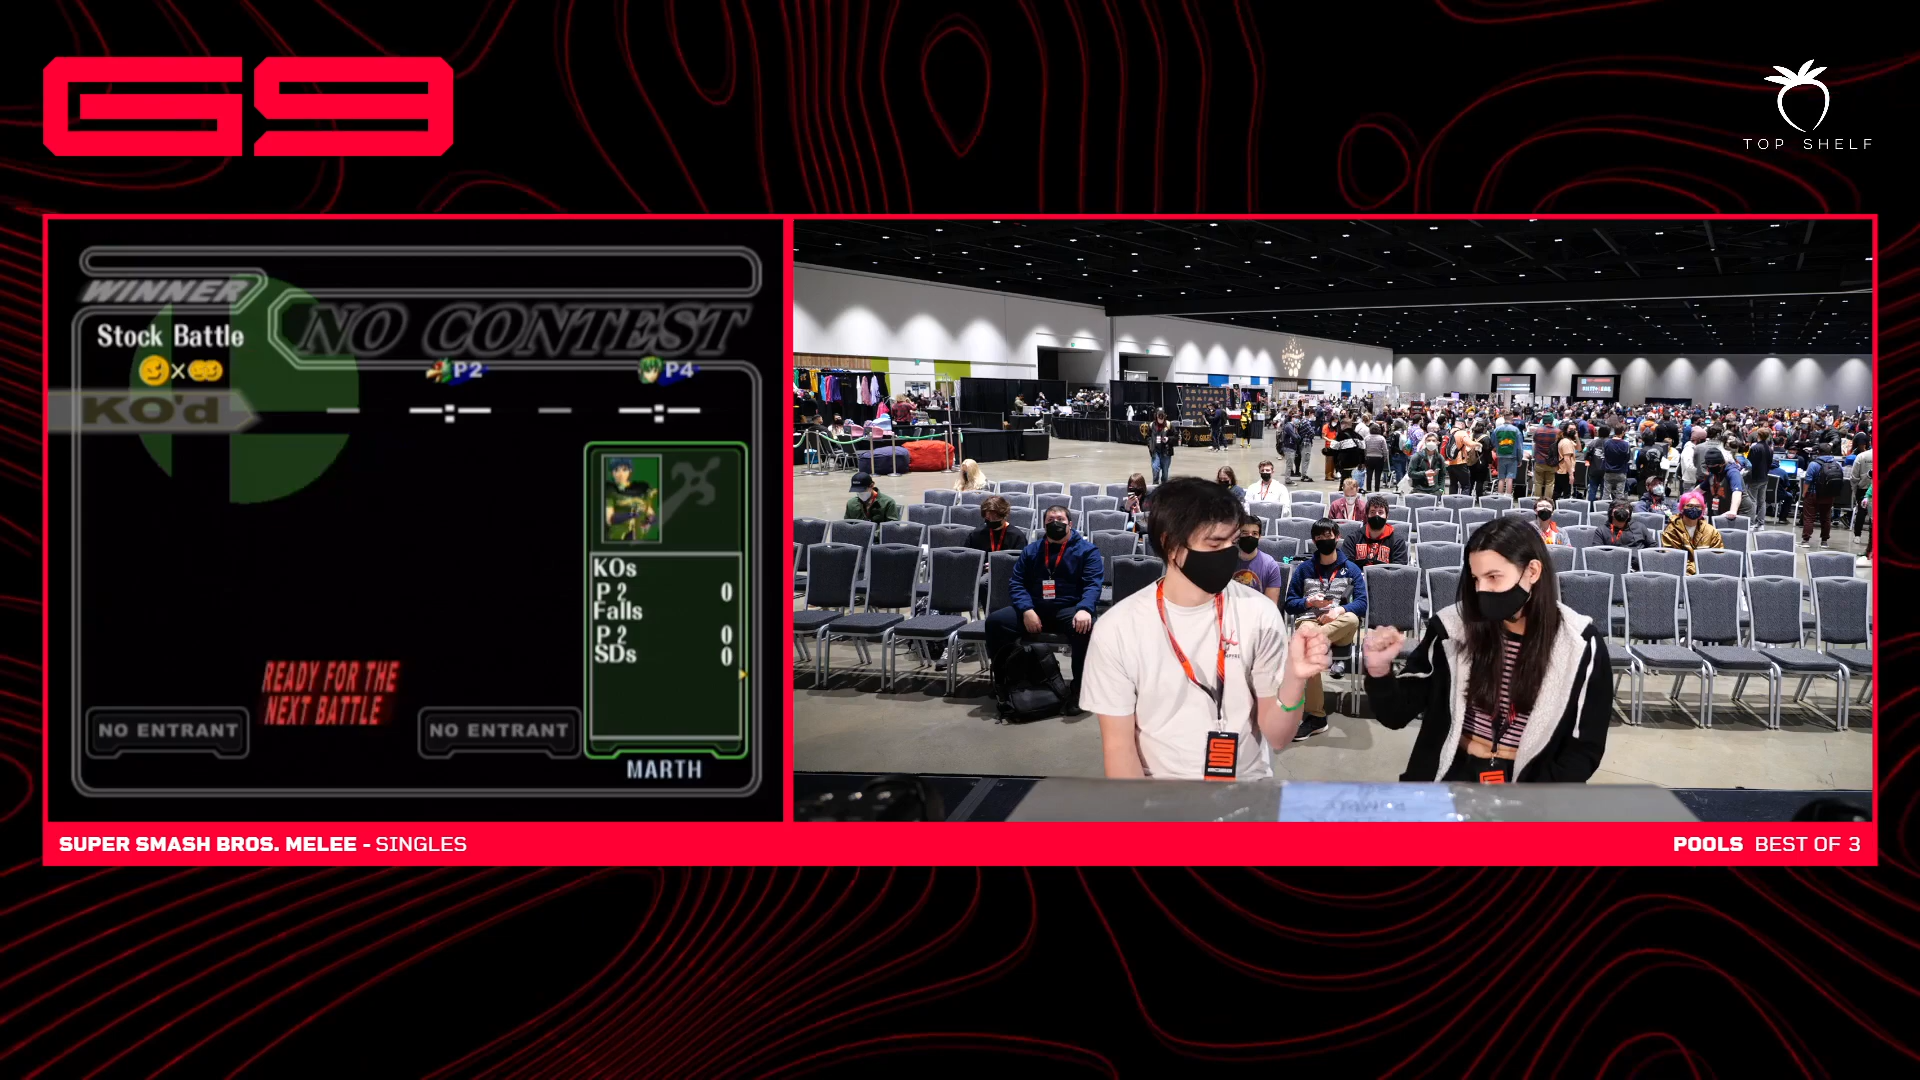 G9
TOP SHELF
WINNER
NO CONTEST
Stock Battle
P2
P4
KO'd
KOs
P 2 0
Falls
P 2 0
SDs 0
READY FOR THE
NEXT BATTLE
NO ENTRANT
NO ENTRANT
MARTH
SUPER SMASH BROS. MELEE - SINGLES
POOLS BEST OF 3